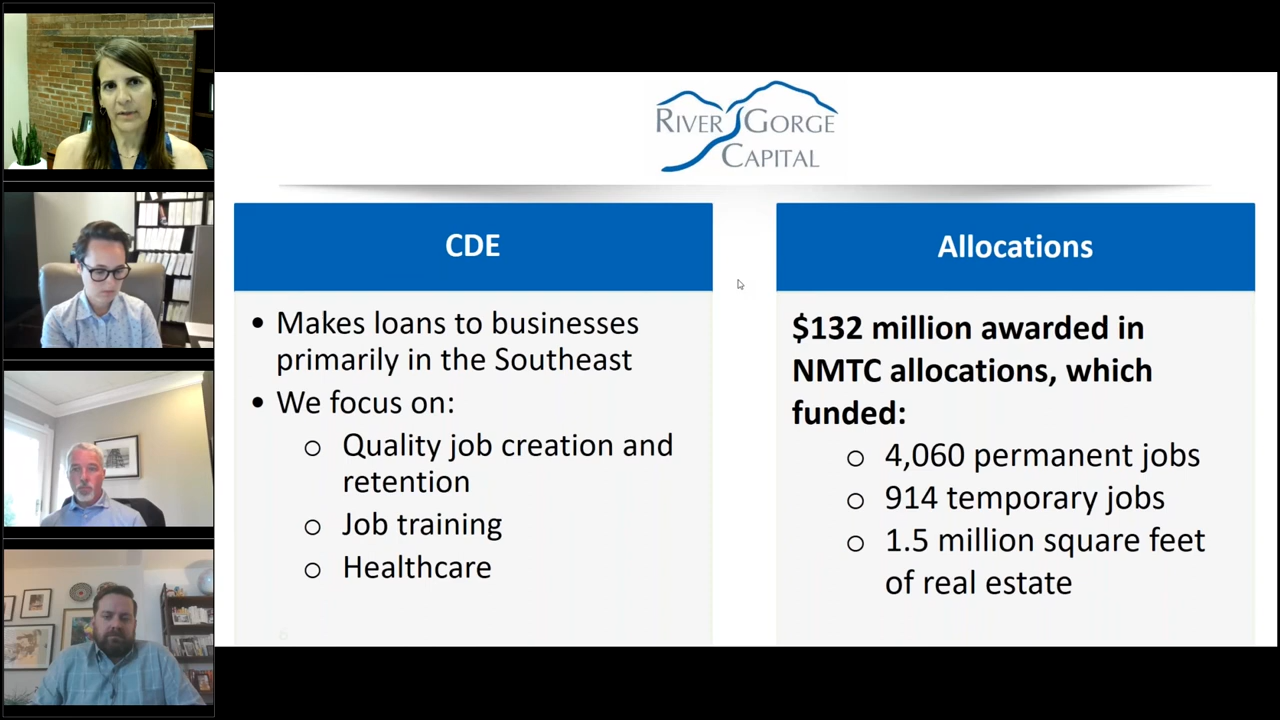 RIVER GORGE
CAPITAL
CDE
• Makes loans to businesses
primarily in the Southeast
• We focus on:
o Quality job creation and
retention
o Job training
o Healthcare
Allocations
$132 million awarded in
NMTC allocations, which
funded:
o 4,060 permanent jobs
o 914 temporary jobs
o 1.5 million square feet
of real estate